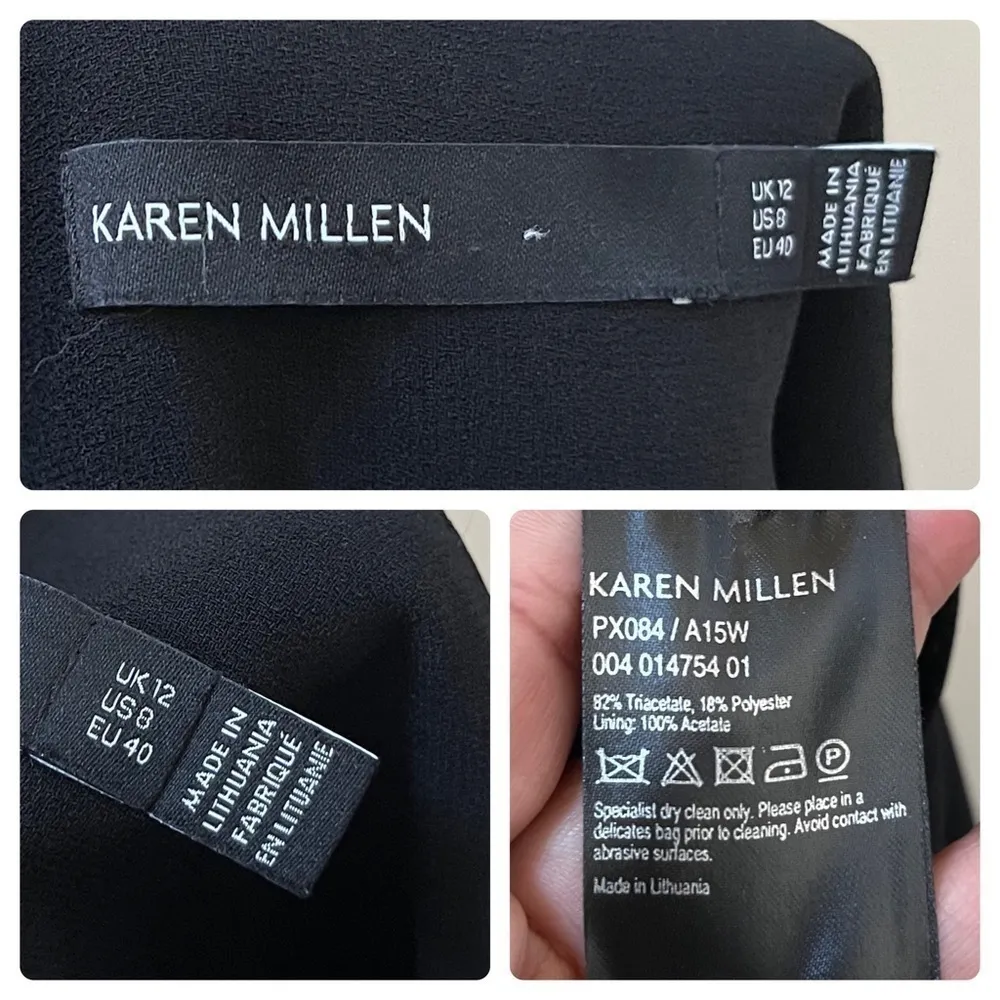 KAREN MILLEN
UK 12
US 8
EU 40
MADE IN
LITHUANIA
FABRIQUÉ
EN LITUANIE
UK 12
US 8
EU 40
MADE IN
LITHUANIA
FABRIQUÉ
EN LITUANIE
KAREN MILLEN
PX084 / A15W
004 014754 01
82% Triacetate, 18% Polyester
Lining: 100% Acetate
P
Specialist dry clean only. Please place in a
delicates bag prior to cleaning. Avoid contact with
abrasive surfaces.
Made in Lithuania